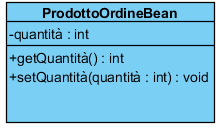 ProdottoOrdineBean
-quantità : int
+getQuantità() : int
+setQuantità(quantità : int) : void